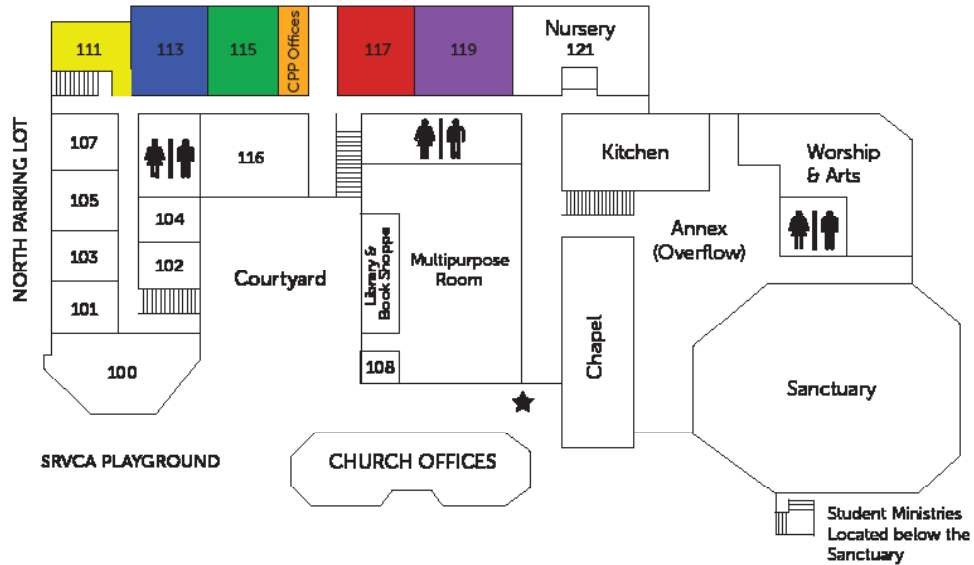 111
113
115
CPP Offices
117
119
Nursery
121
NORTH PARKING LOT
107
116
Kitchen
Worship
& Arts
105
104
103
102
101
Courtyard
Library &
Book Shoppe
Multipurpose
Room
Annex
(Overflow)
100
108
Chapel
Sanctuary
SRVCA PLAYGROUND
CHURCH OFFICES
Student Ministries
Located below the
Sanctuary